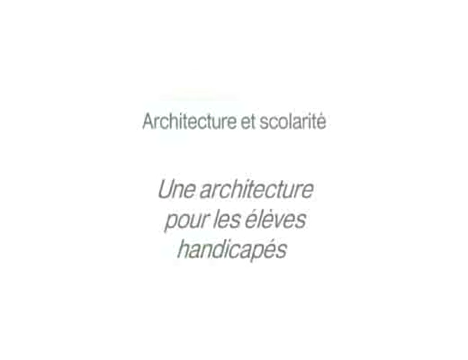 Architecture et scolarité
Une architecture
pour les élèves
handicapés